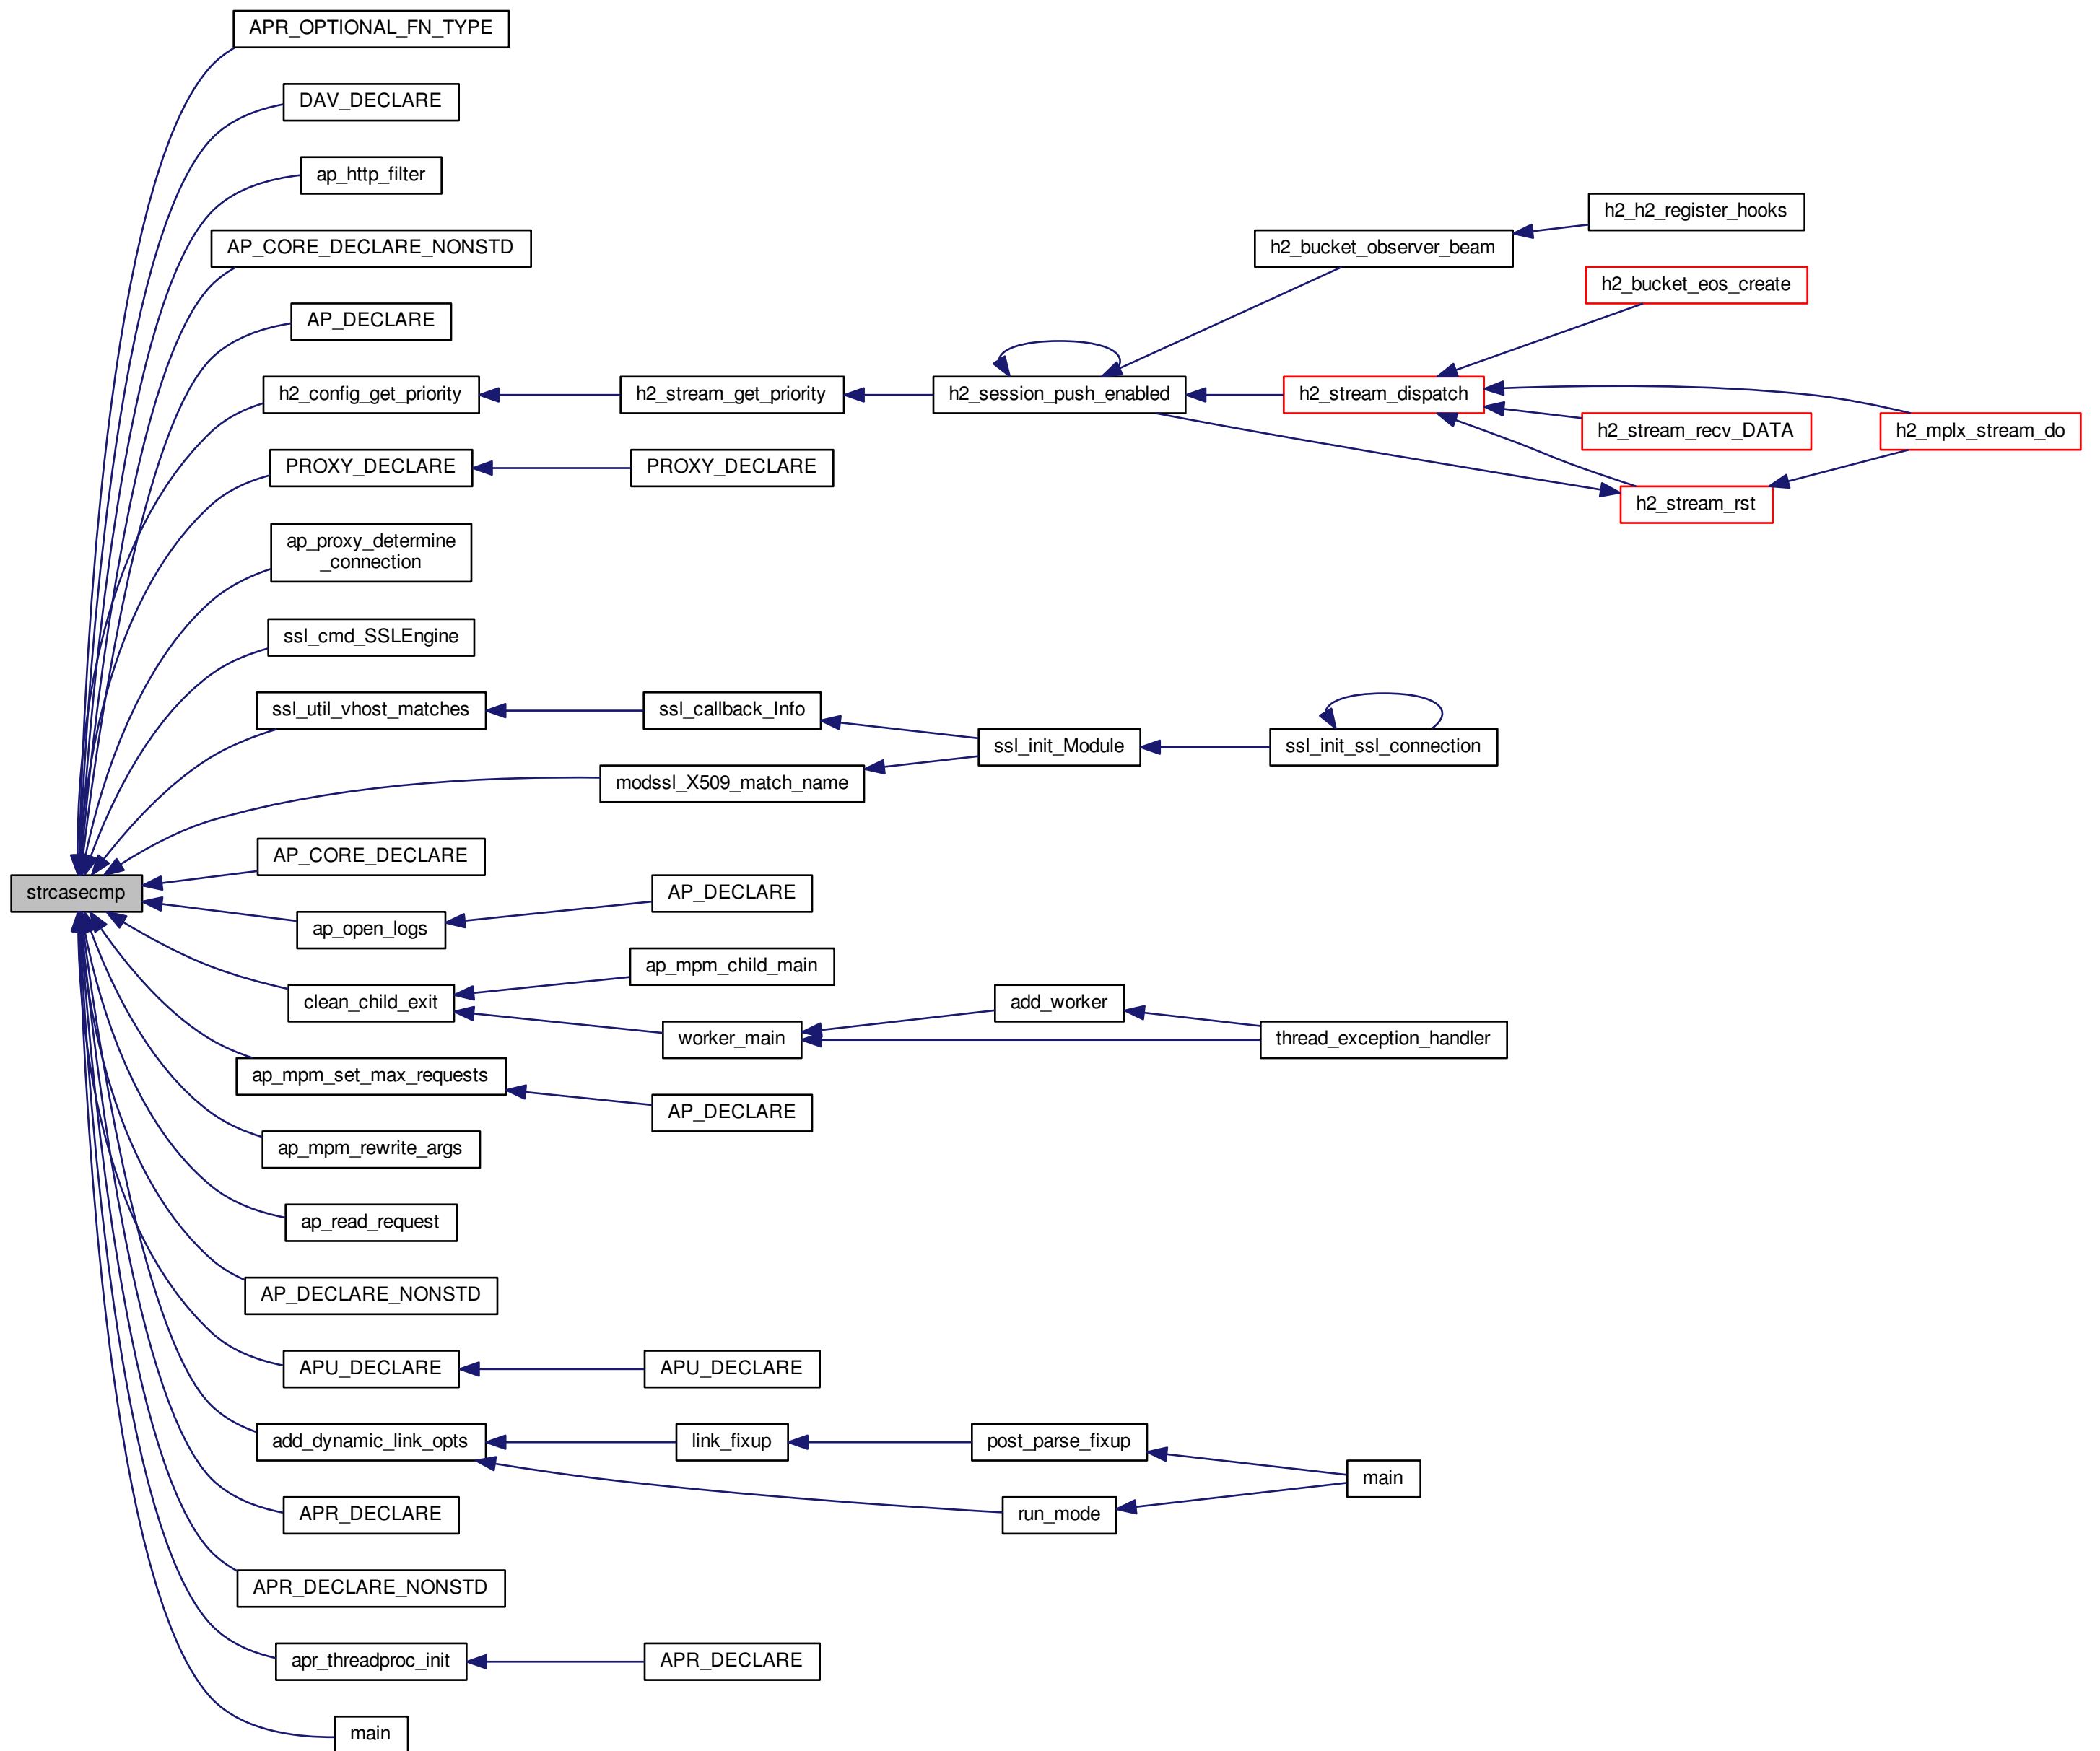 APR_OPTIONAL_FN_TYPE
DAV_DECLARE
ap_http_filter
h2_h2_register_hooks
AP_CORE_DECLARE_NONSTD
h2_bucket_observer_beam
h2_bucket_eos_create
AP_DECLARE
h2_config_get_priority
h2_stream_get_priority
h2_session_push_enabled
h2_stream_dispatch
h2_stream_recv_DATA
h2_mplx_stream_do
PROXY_DECLARE
PROXY_DECLARE
h2_stream_rst
ap_proxy_determine
_connection
ssl_cmd_SSLEngine
ssl_util_vhost_matches
ssl_callback_Info
ssl_init_Module
ssl_init_ssl_connection
modssl_X509_match_name
AP_CORE_DECLARE
strcasecmp
AP_DECLARE
ap_open_logs
ap_mpm_child_main
clean_child_exit
add_worker
worker_main
thread_exception_handler
ap_mpm_set_max_requests
AP_DECLARE
ap_mpm_rewrite_args
ap_read_request
AP_DECLARE_NONSTD
APU_DECLARE
APU_DECLARE
add_dynamic_link_opts
link_fixup
post_parse_fixup
main
APR_DECLARE
run_mode
APR_DECLARE_NONSTD
apr_threadproc_init
APR_DECLARE
main